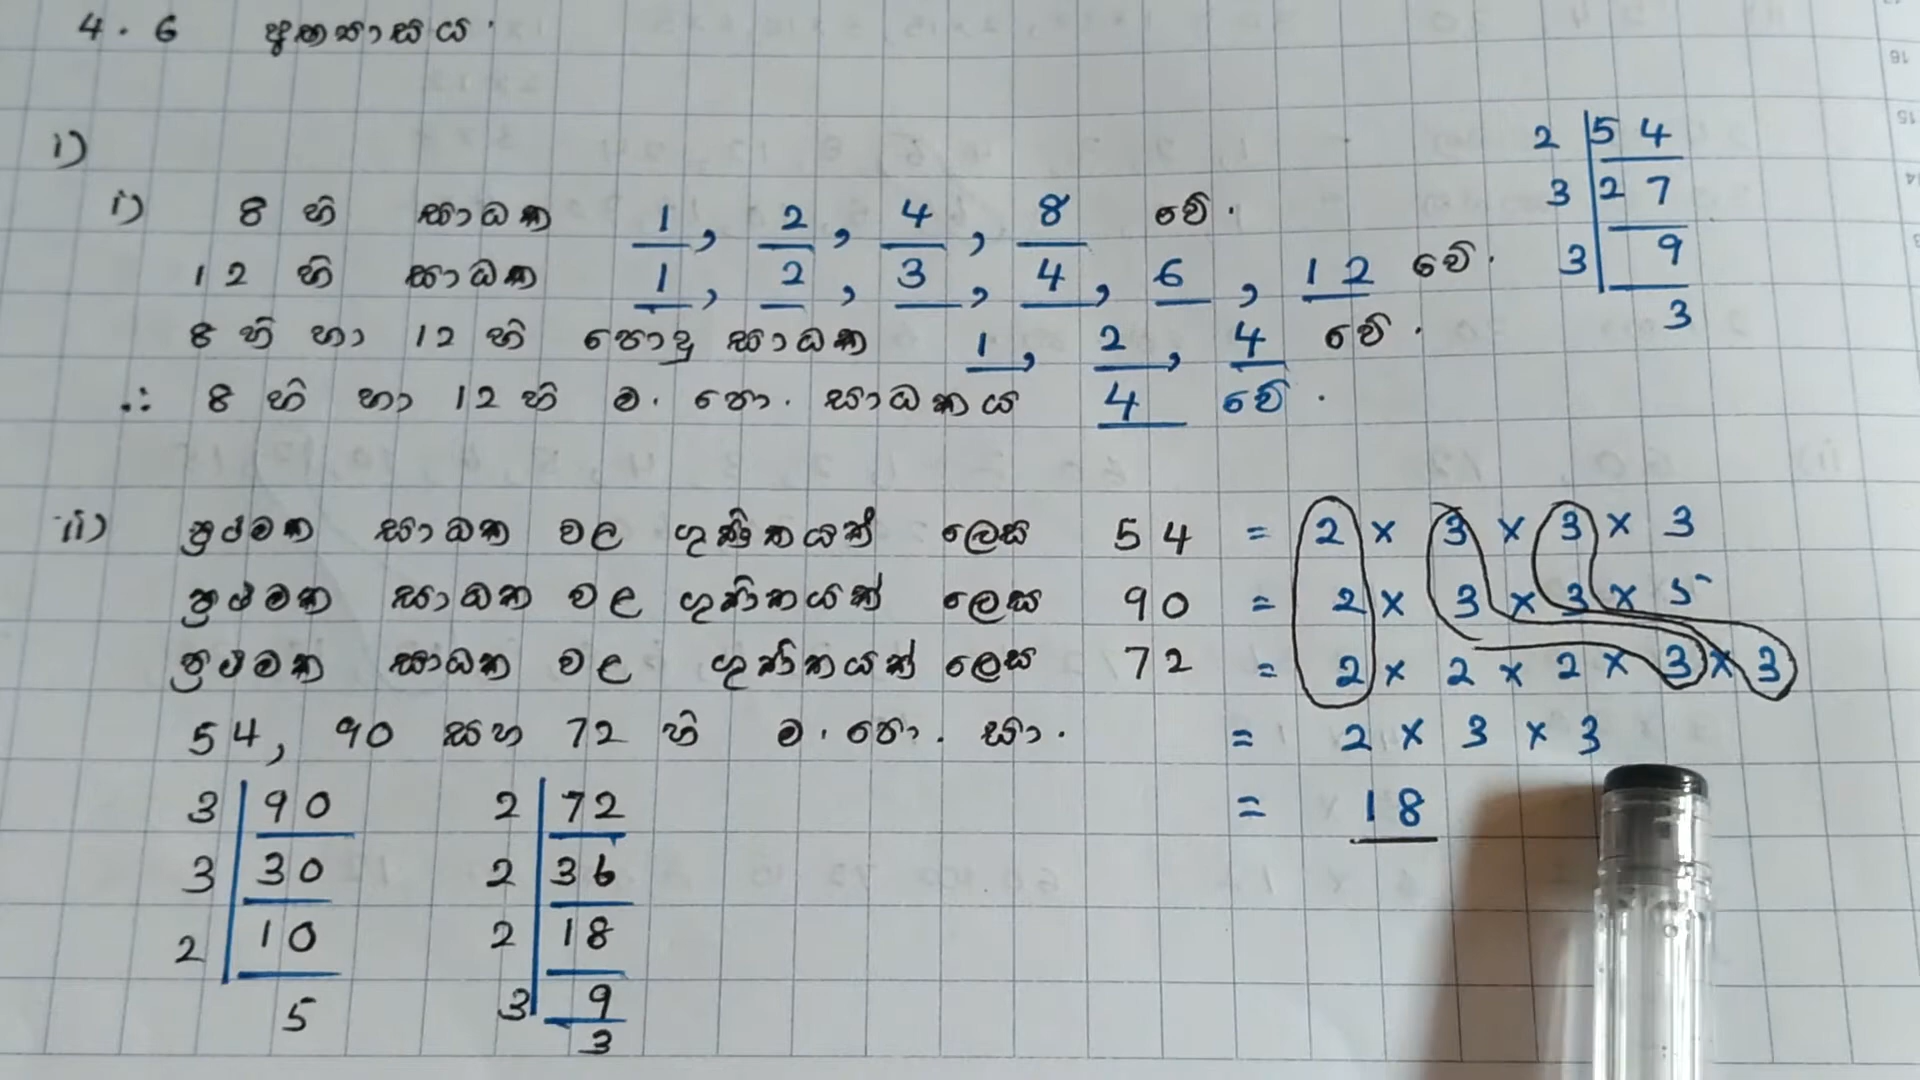 4.6 අභ්‍යාසය.
1)
i) 8 හි සාධක 1, 2, 4, 8 වේ.
12 හි සාධක 1, 2, 3, 4, 6, 12 වේ.
8 හි හා 12 හි පොදු සාධක 1, 2, 4 වේ.
∴ 8 හි හා 12 හි ම. පො. සාධකය 4 වේ.
2 | 54
3 | 27
3 | 9
3
ii) ප්‍රථමක සාධක වල ගුණිතයක් ලෙස 54 = 2 × 3 × 3 × 3
ප්‍රථමක සාධක වල ගුණිතයක් ලෙස 90 = 2 × 3 × 3 × 5
ප්‍රථමක සාධක වල ගුණිතයක් ලෙස 72 = 2 × 2 × 2 × 3 × 3
54, 90 සහ 72 හි ම. පො. සා. = 2 × 3 × 3
= 18
3 | 90
3 | 30
2 | 10
5
2 | 72
2 | 36
2 | 18
3 | 9
3